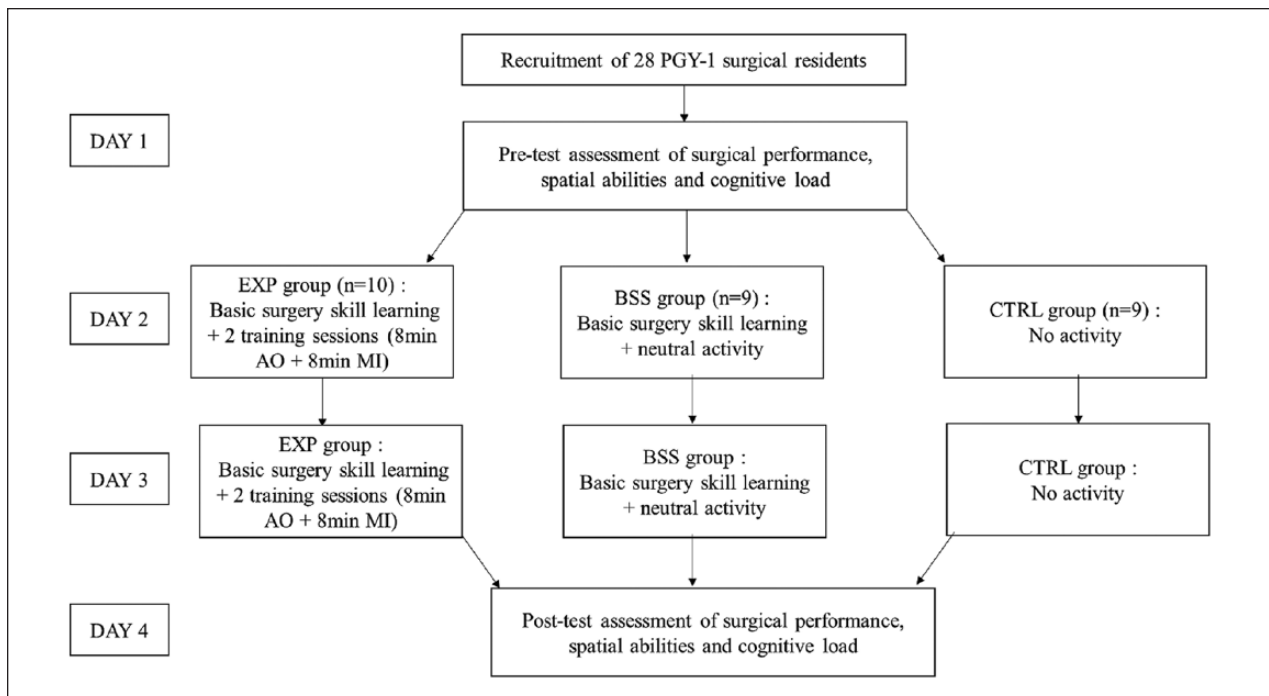 Recruitment of 28 PGY-1 surgical residents
DAY 1
Pre-test assessment of surgical performance,
spatial abilities and cognitive load
DAY 2
EXP group (n=10) :
Basic surgery skill learning
+ 2 training sessions (8min
AO + 8min MI)
BSS group (n=9) :
Basic surgery skill learning
+ neutral activity
CTRL group (n=9) :
No activity
DAY 3
EXP group :
Basic surgery skill learning
+ 2 training sessions (8min
AO + 8min MI)
BSS group :
Basic surgery skill learning
+ neutral activity
CTRL group :
No activity
DAY 4
Post-test assessment of surgical performance,
spatial abilities and cognitive load